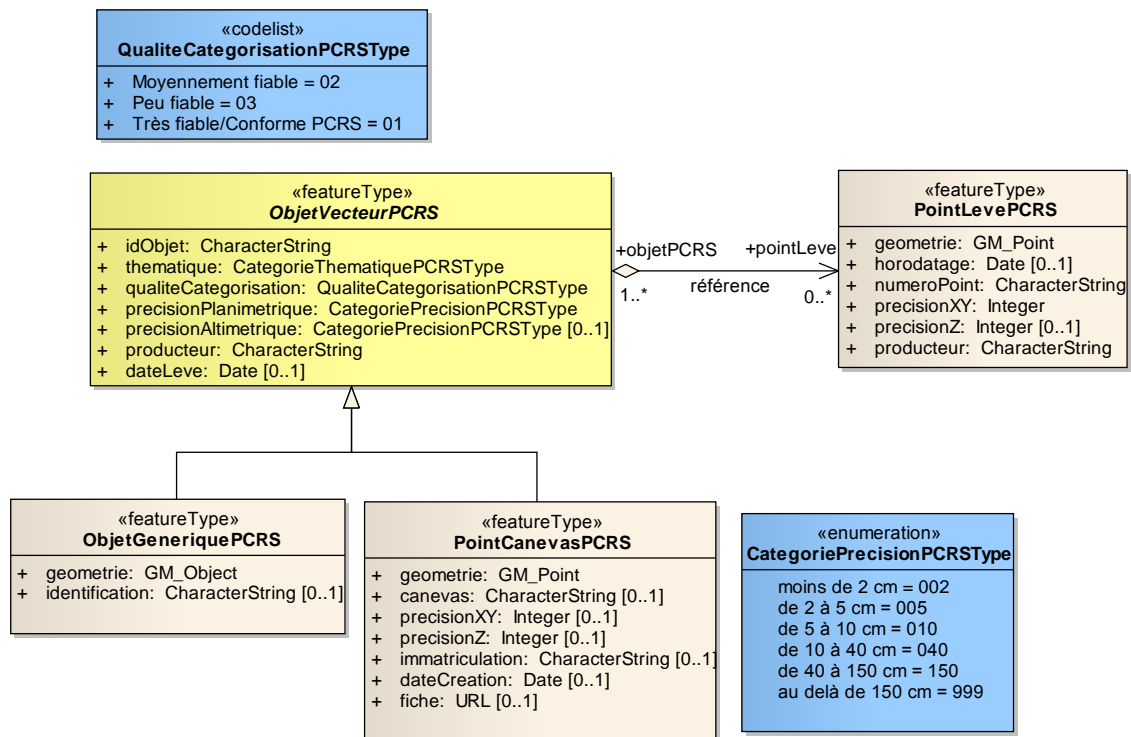 «codelist»
QualiteCategorisationPCRSType
+ Moyennement fiable = 02
+ Peu fiable = 03
+ Très fiable/Conforme PCRS = 01
«featureType»
ObjetVecteurPCRS
+ idObjet: CharacterString
+ thematique: CategorieThematiquePCRSType
+ qualiteCategorisation: QualiteCategorisationPCRSType
+ precisionPlanimetrique: CategoriePrecisionPCRSType
+ precisionAltimetrique: CategoriePrecisionPCRSType [0..1]
+ producteur: CharacterString
+ dateLeve: Date [0..1]
+objetPCRS
+pointLeve
1..*
référence
0..*
«featureType»
PointLevePCRS
+ geometrie: GM_Point
+ horodatage: Date [0..1]
+ numeroPoint: CharacterString
+ precisionXY: Integer
+ precisionZ: Integer [0..1]
+ producteur: CharacterString
«featureType»
ObjetGeneriquePCRS
+ geometrie: GM_Object
+ identification: CharacterString [0..1]
«featureType»
PointCanevasPCRS
+ geometrie: GM_Point
+ canevas: CharacterString [0..1]
+ precisionXY: Integer [0..1]
+ precisionZ: Integer [0..1]
+ immatriculation: CharacterString [0..1]
+ dateCreation: Date [0..1]
+ fiche: URL [0..1]
«enumeration»
CategoriePrecisionPCRSType
moins de 2 cm = 002
de 2 à 5 cm = 005
de 5 à 10 cm = 010
de 10 à 40 cm = 040
de 40 à 150 cm = 150
au delà de 150 cm = 999